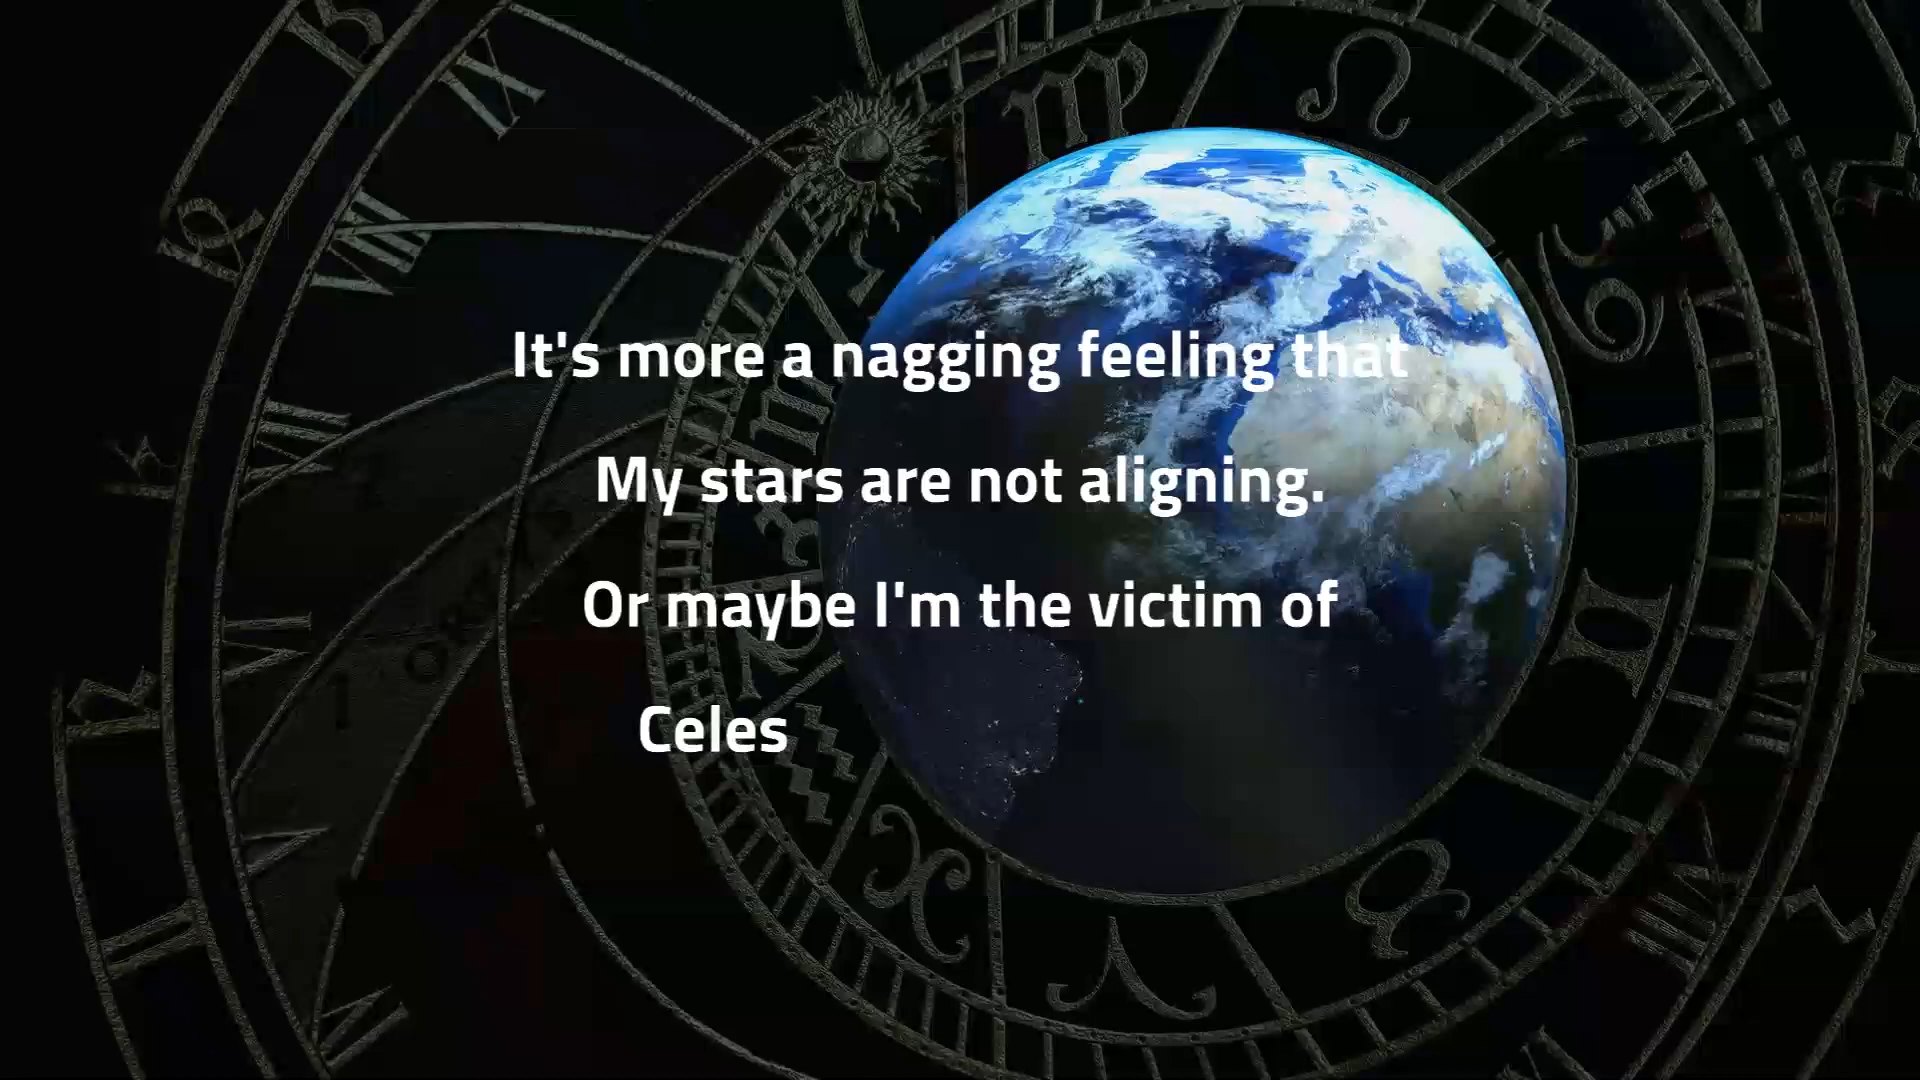 It's more a nagging feeling that
My stars are not aligning.
Or maybe I'm the victim of
Celes